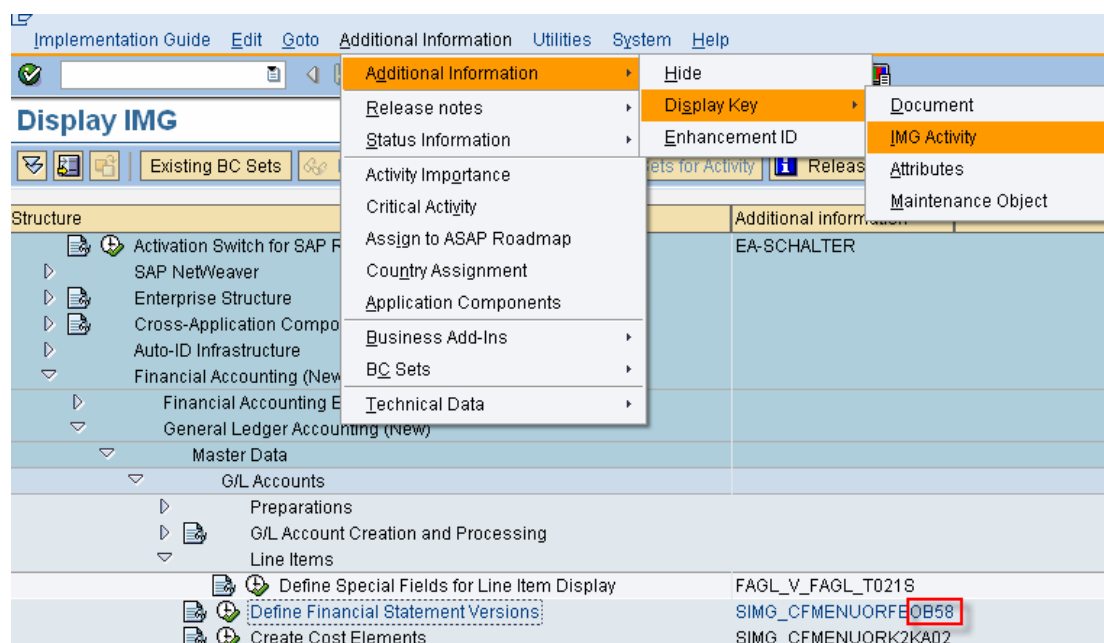 Implementation Guide Edit Goto Additional Information Utilities System Help
Additional Information
Release notes
Status Information
Activity Importance
Critical Activity
Assign to ASAP Roadmap
Country Assignment
Application Components
Business Add-Ins
BC Sets
Technical Data
Hide
Display Key
Enhancement ID
Document
IMG Activity
Attributes
Maintenance Object
Display IMG
Existing BC Sets ets for Activity Releas
Structure Additional information
Activation Switch for SAP R EA-SCHALTER
SAP NetWeaver
Enterprise Structure
Cross-Application Compo
Auto-ID Infrastructure
Financial Accounting (New
Financial Accounting E
General Ledger Accounting (New)
Master Data
G/L Accounts
Preparations
G/L Account Creation and Processing
Line Items
Define Special Fields for Line Item Display FAGL_V_FAGL_T021S
Define Financial Statement Versions SIMG_CFMENUORFBOB58
Create Cost Elements SIMG_CFMENUORK2KA02